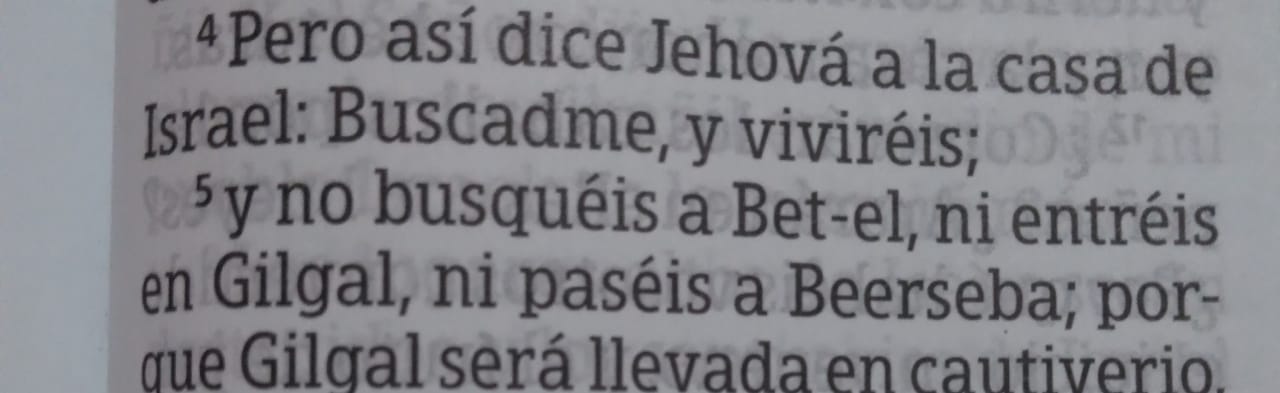 4 Pero así dice Jehová a la casa de
Israel: Buscadme, y viviréis;
5 y no busquéis a Bet-el, ni entréis
en Gilgal, ni paséis a Beerseba; por-
que Gilgal será llevada en cautiverio,